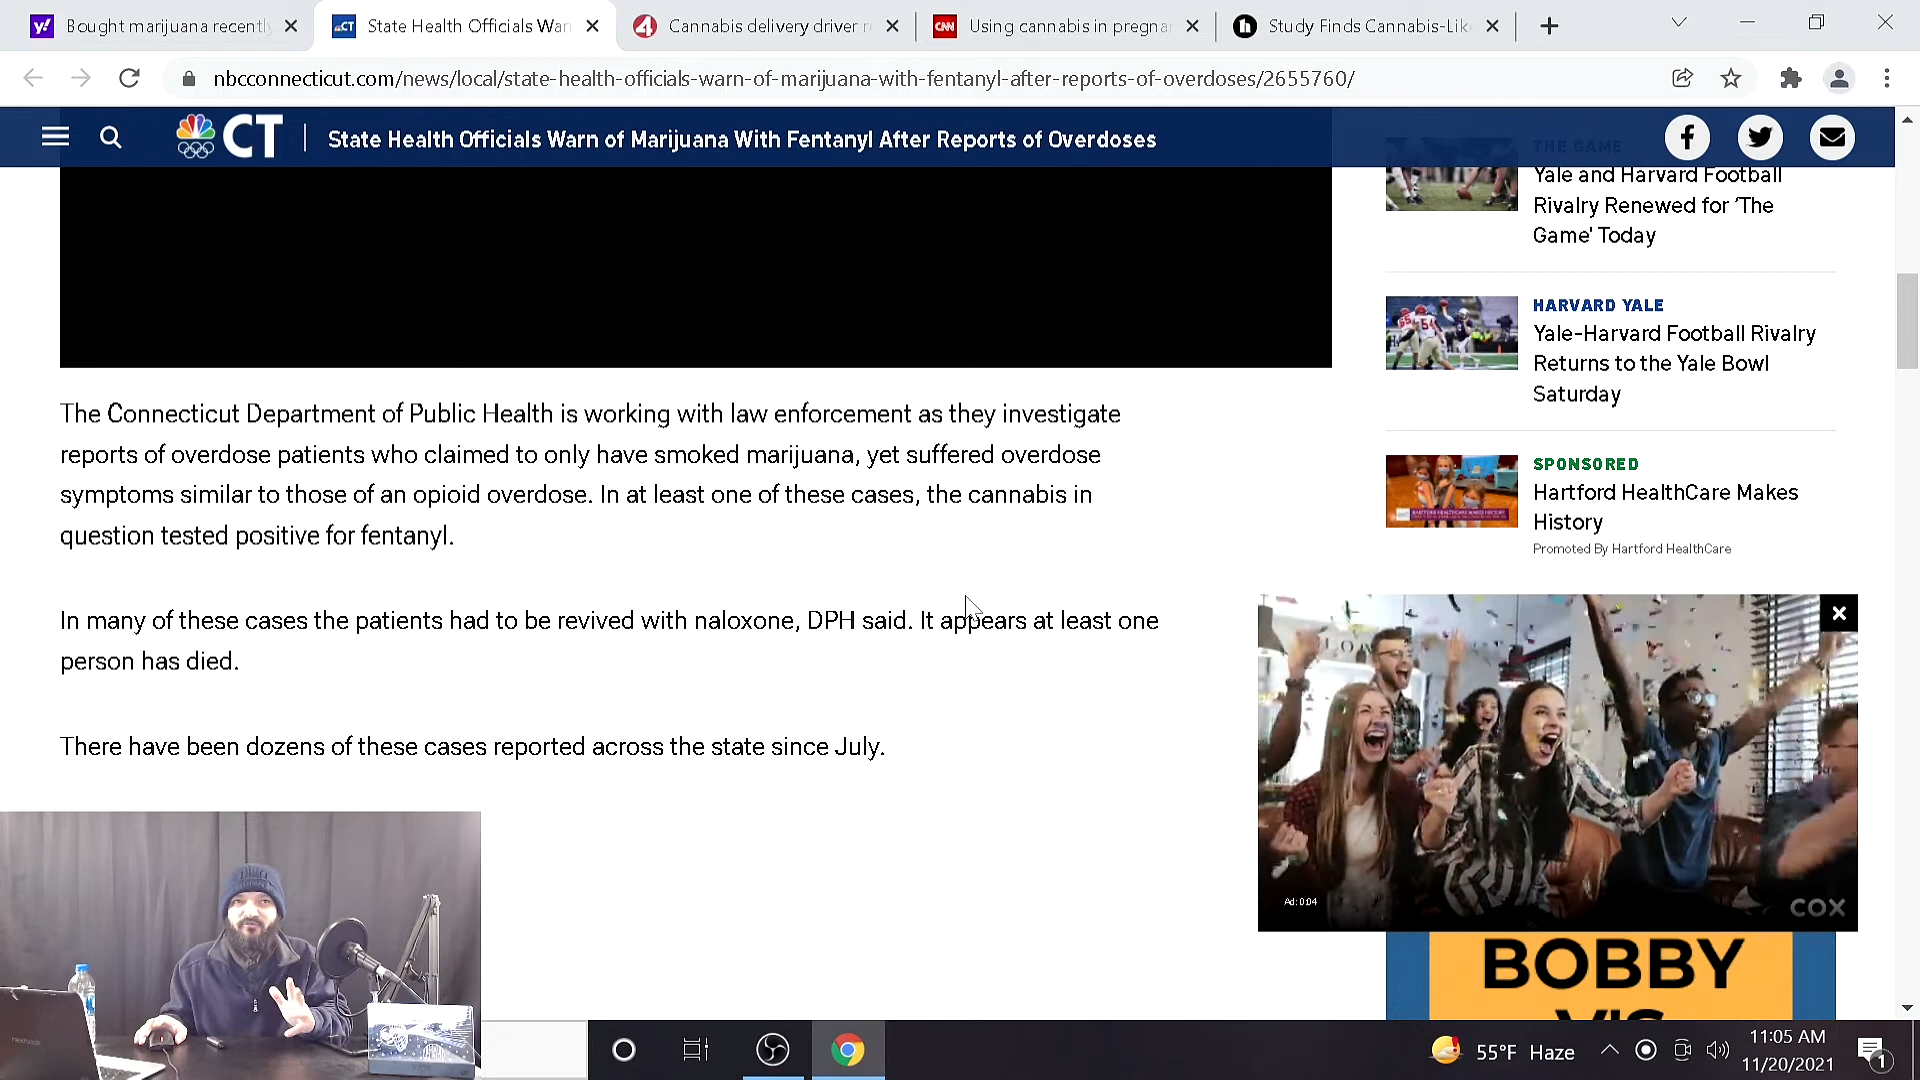 Bought marijuana recently
State Health Officials Warn
Cannabis delivery driver r
CNN
Using cannabis in pregna
Study Finds Cannabis-Lik
nbcconnecticut.com/news/local/state-health-officials-warn-of-marijuana-with-fentanyl-after-reports-of-overdoses/2655760/
CT
State Health Officials Warn of Marijuana With Fentanyl After Reports of Overdoses
THE GAME
Yale and Harvard Football
Rivalry Renewed for 'The
Game' Today
HARVARD YALE
Yale-Harvard Football Rivalry
Returns to the Yale Bowl
Saturday
SPONSORED
Hartford HealthCare Makes
History
Promoted By Hartford HealthCare
The Connecticut Department of Public Health is working with law enforcement as they investigate
reports of overdose patients who claimed to only have smoked marijuana, yet suffered overdose
symptoms similar to those of an opioid overdose. In at least one of these cases, the cannabis in
question tested positive for fentanyl.
In many of these cases the patients had to be revived with naloxone, DPH said. It appears at least one
person has died.
There have been dozens of these cases reported across the state since July.
Ad: 0:04
COX
BOBBY
VIS
55°F Haze
11:05 AM
11/20/2021
1